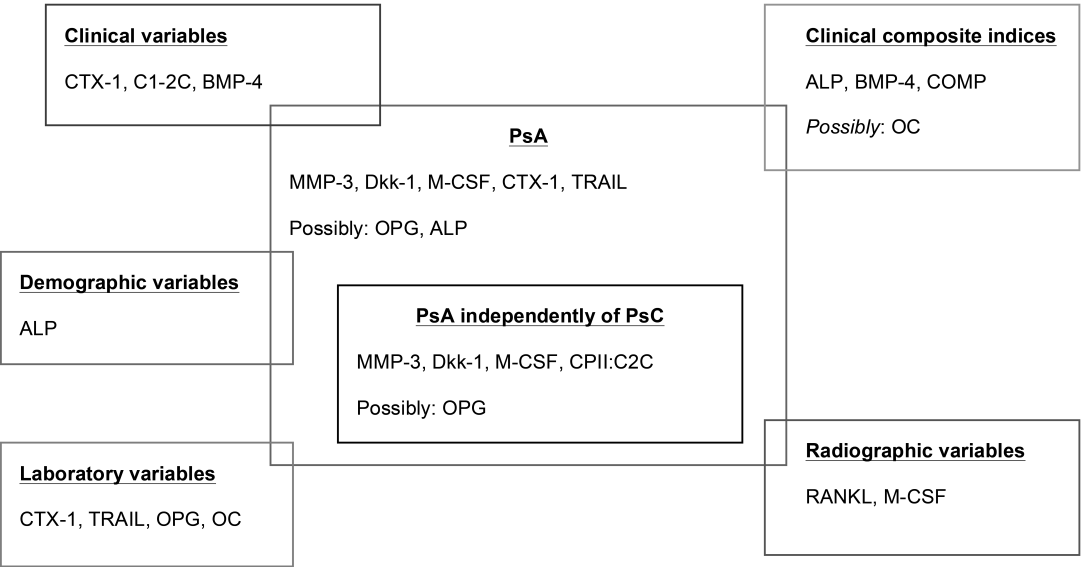 Clinical variables
CTX-1, C1-2C, BMP-4
Clinical composite indices
ALP, BMP-4, COMP
Possibly: OC
PsA
MMP-3, Dkk-1, M-CSF, CTX-1, TRAIL
Possibly: OPG, ALP
Demographic variables
ALP
PsA independently of PsC
MMP-3, Dkk-1, M-CSF, CPII:C2C
Possibly: OPG
Laboratory variables
CTX-1, TRAIL, OPG, OC
Radiographic variables
RANKL, M-CSF